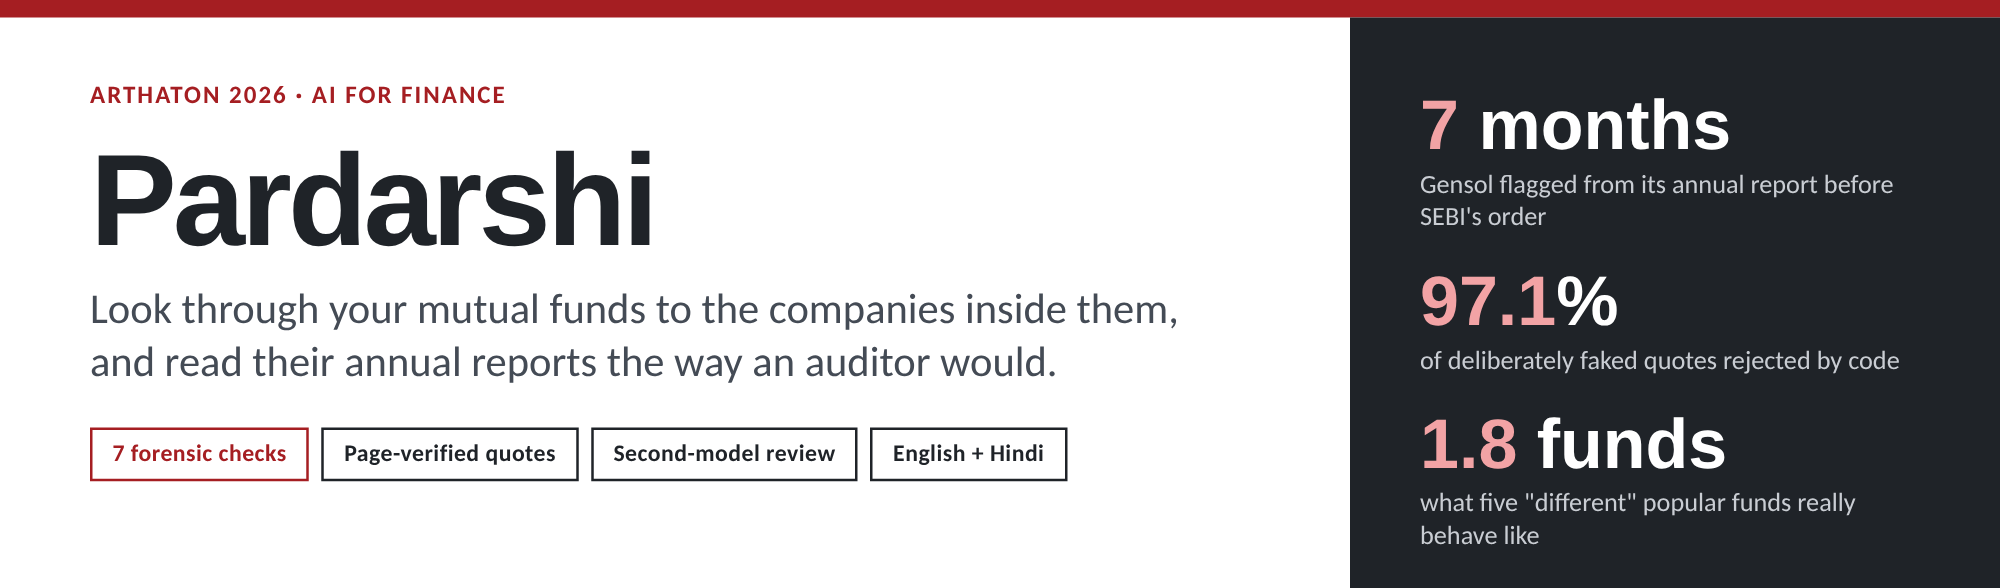 ARTHATON 2026 · AI FOR FINANCE
Pardarshi
Look through your mutual funds to the companies inside them,
and read their annual reports the way an auditor would.
7 forensic checks
Page-verified quotes
Second-model review
English + Hindi
7 months
Gensol flagged from its annual report before
SEBI's order
97.1%
of deliberately faked quotes rejected by code
1.8 funds
what five "different" popular funds really
behave like